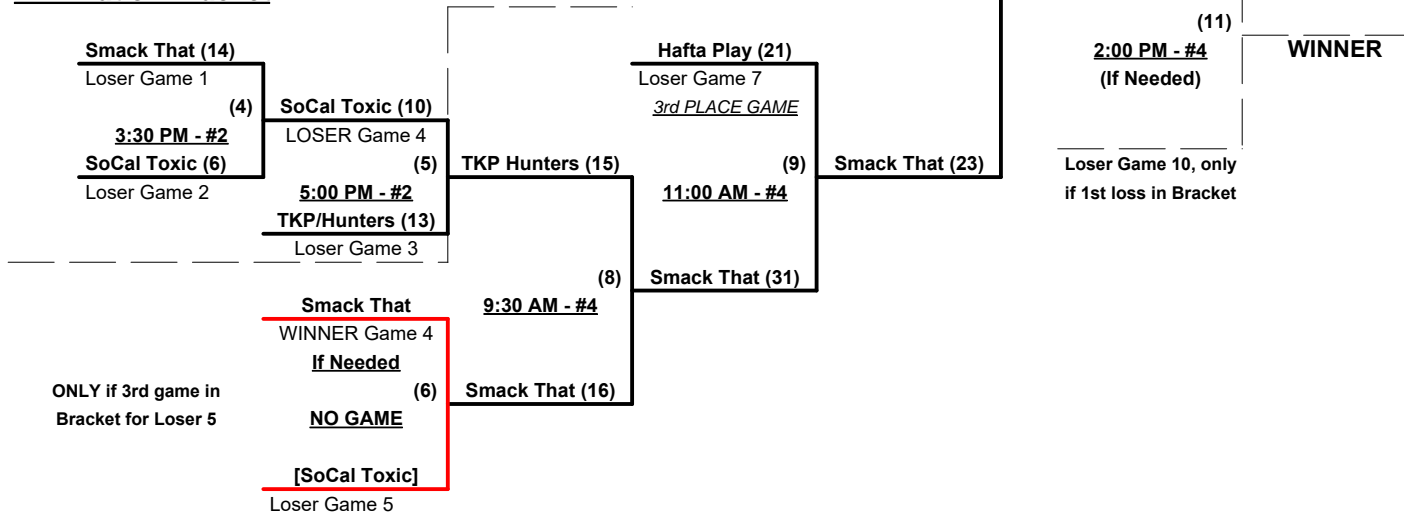 (11)
Smack That (14)
Hafta Play (21)
2:00 PM - #4
WINNER
Loser Game 1
Loser Game 7
(If Needed)
(4)
SoCal Toxic (10)
3rd PLACE GAME
3:30 PM - #2
LOSER Game 4
SoCal Toxic (6)
(5)
TKP Hunters (15)
(9)
Smack That (23)
Loser Game 10, only
Loser Game 2
5:00 PM - #2
11:00 AM - #4
if 1st loss in Bracket
TKP/Hunters (13)
Loser Game 3
(8)
Smack That (31)
Smack That
9:30 AM - #4
WINNER Game 4
If Needed
ONLY if 3rd game in
(6)
Smack That (16)
Bracket for Loser 5
NO GAME
[SoCal Toxic]
Loser Game 5